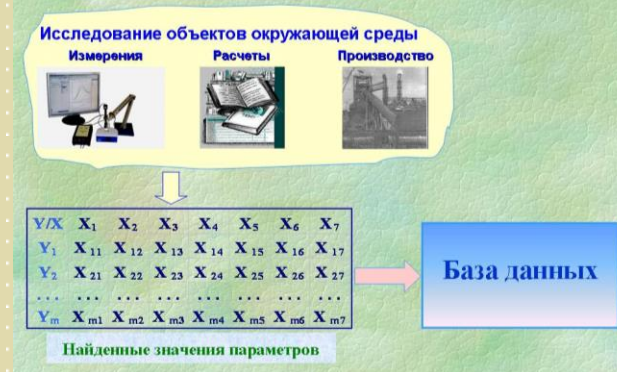 Исследование объектов окружающей среды
Измерения Расчеты Производство
Y/X X₁ X₂ X₃ X₄ X₅ X₆ X₇
Y₁ X₁₁ X₁₂ X₁₃ X₁₄ X₁₅ X₁₆ X₁₇
Y₂ X₂₁ X₂₂ X₂₃ X₂₄ X₂₅ X₂₆ X₂₇
... ... ... ... ... ... ... ...
Yₘ Xₘ₁ Xₘ₂ Xₘ₃ Xₘ₄ Xₘ₅ Xₘ₆ Xₘ₇
База данных
Найденные значения параметров